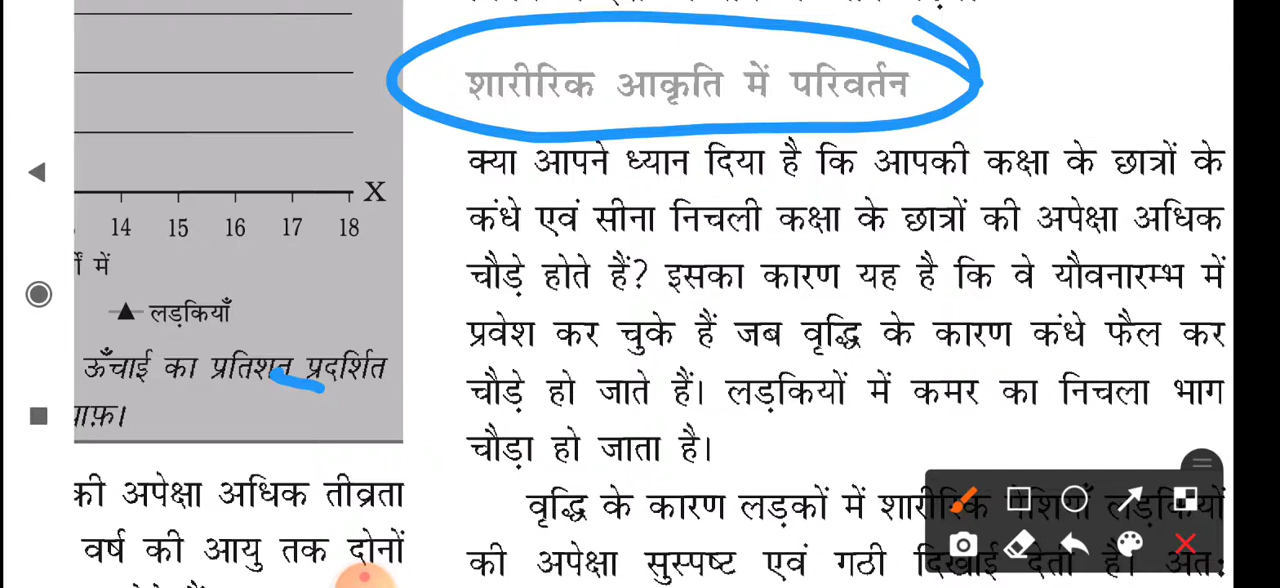 X
14 15 16 17 18
में
लड़कियाँ
ऊँचाई का प्रतिशत प्रदर्शित
की अपेक्षा अधिक तीव्रता
वर्ष की आयु तक दोनों
शारीरिक आकृति में परिवर्तन
क्या आपने ध्यान दिया है कि आपकी कक्षा के छात्रों के
कंधे एवं सीना निचली कक्षा के छात्रों की अपेक्षा अधिक
चौड़े होते हैं? इसका कारण यह है कि वे यौवनारम्भ में
प्रवेश कर चुके हैं जब वृद्धि के कारण कंधे फैल कर
चौड़े हो जाते हैं। लड़कियों में कमर का निचला भाग
चौड़ा हो जाता है।
वृद्धि के कारण लड़कों में शारीरिक पेशियाँ लड़कियों
की अपेक्षा सुस्पष्ट एवं गठी दिखाई देती है। अतः